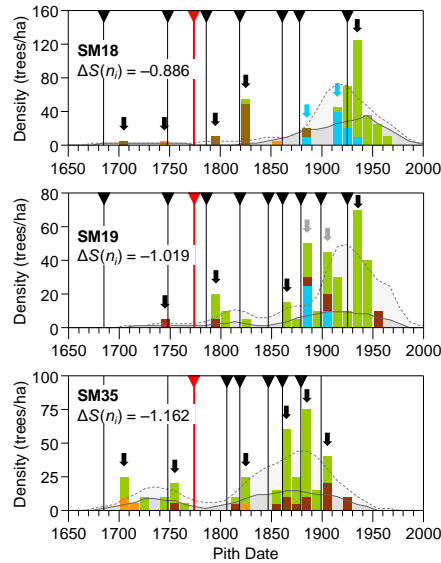 160
120
80
40
0
Density (trees/ha)
SM18
ΔS(nᵢ) = –0.886
1650 1700 1750 1800 1850 1900 1950 2000
80
60
40
20
0
Density (trees/ha)
SM19
ΔS(nᵢ) = –1.019
1650 1700 1750 1800 1850 1900 1950 2000
100
75
50
25
0
Density (trees/ha)
SM35
ΔS(nᵢ) = –1.162
1650 1700 1750 1800 1850 1900 1950 2000
Pith Date